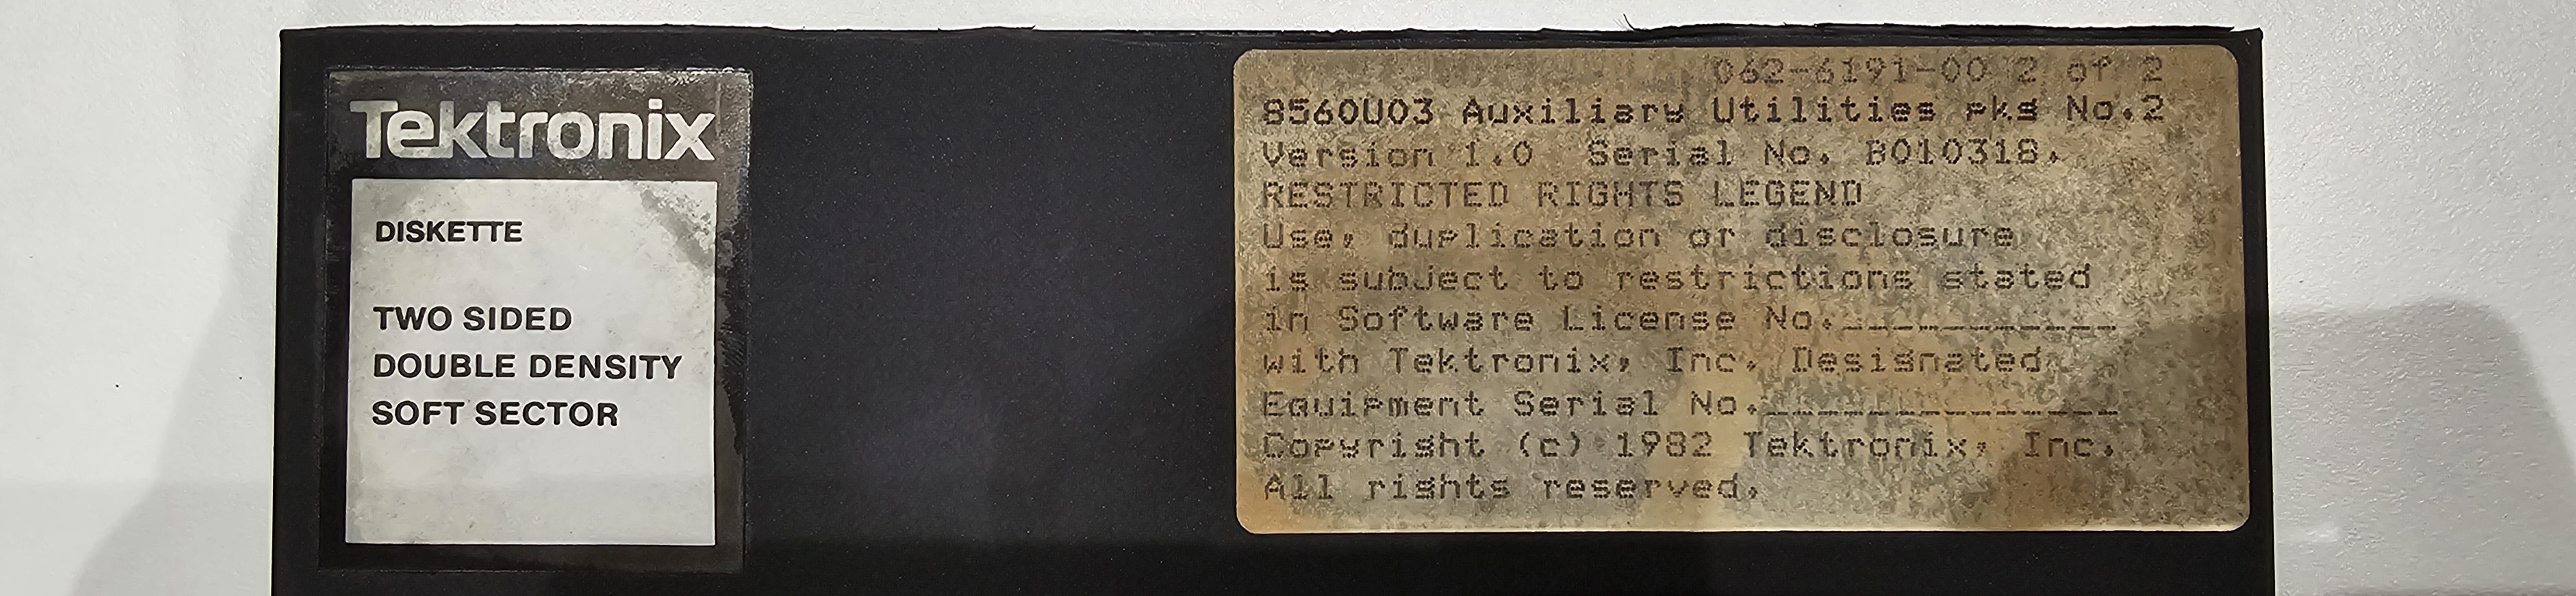 Tektronix
DISKETTE
TWO SIDED
DOUBLE DENSITY
SOFT SECTOR
062-6191-00 2 of 2
8560U03 Auxiliary Utilities pkg No.2
Version 1.0 Serial No. B010318.
RESTRICTED RIGHTS LEGEND
Use, duplication or disclosure
is subject to restrictions stated
in Software License No.___________
with Tektronix, Inc. Designated
Equipment Serial No.______________
Copyright (c) 1982 Tektronix, Inc.
All rights reserved.